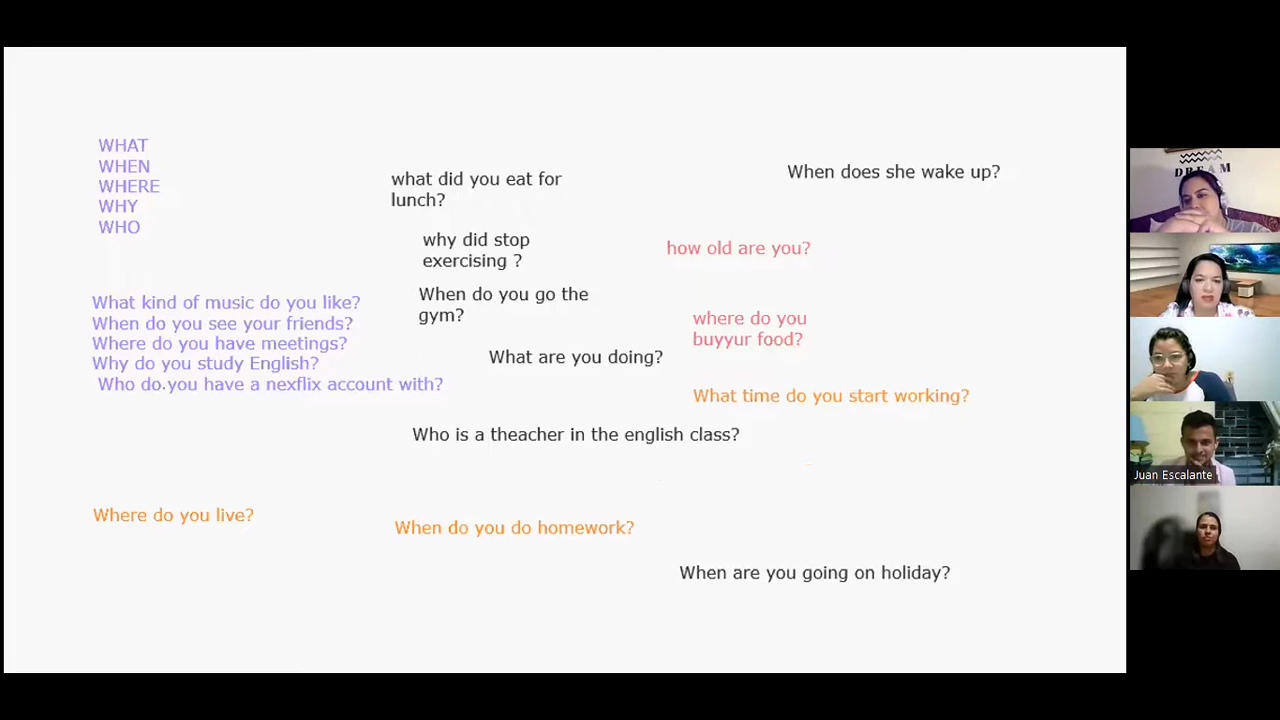 WHAT
WHEN
WHERE
WHY
WHO
What kind of music do you like?
When do you see your friends?
Where do you have meetings?
Why do you study English?
Who do.you have a nexflix account with?
Where do you live?
what did you eat for
lunch?
why did stop
exercising ?
When do you go the
gym?
What are you doing?
Who is a theacher in the english class?
When do you do homework?
When does she wake up?
how old are you?
where do you
buyyur food?
What time do you start working?
When are you going on holiday?
DREAM
Juan Escalante